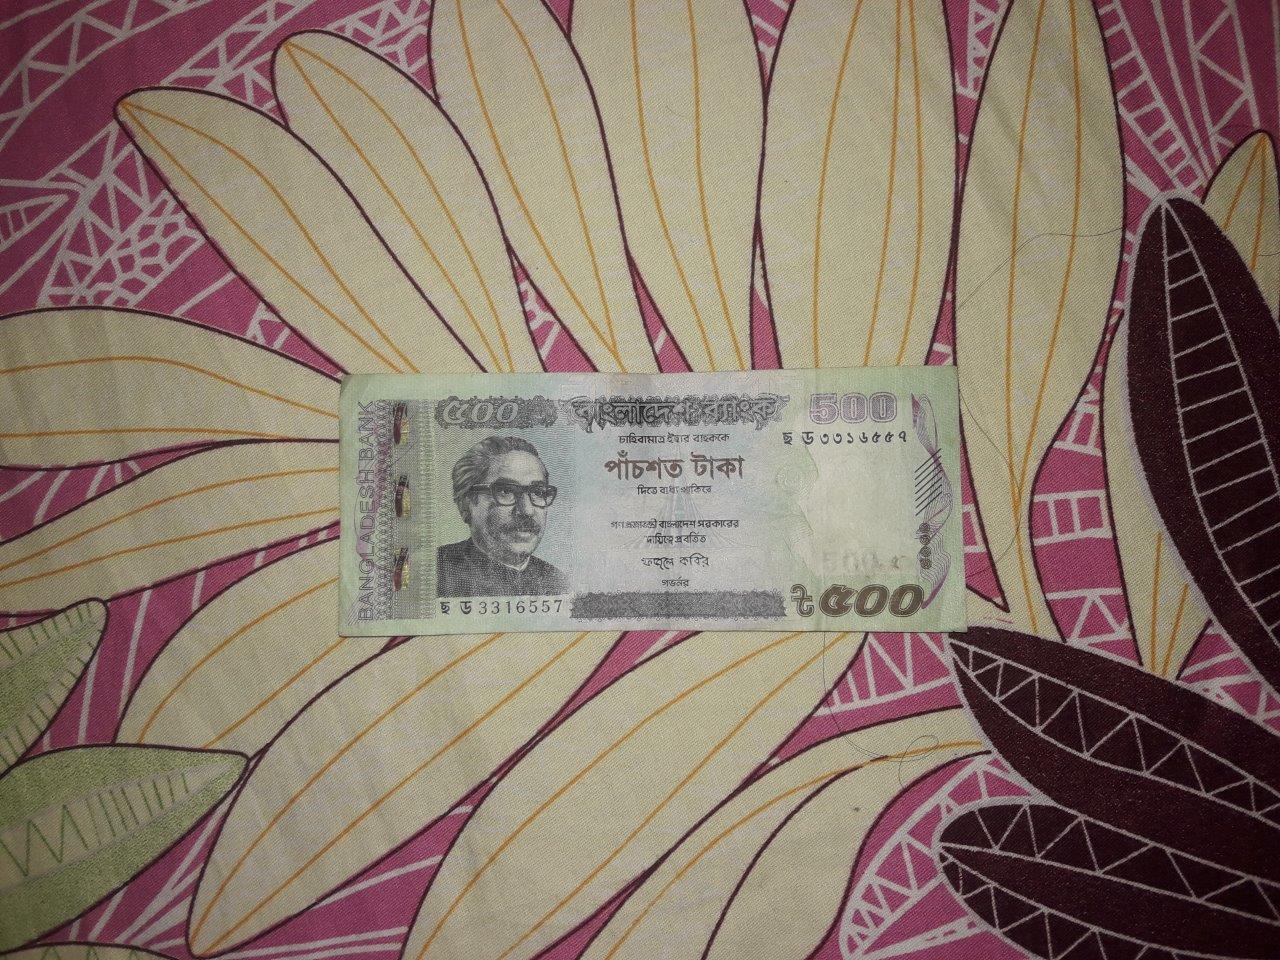 BANGLADESH BANK
৫০০ বাংলাদেশ ব্যাংক 500
চাহিবামাত্র ইহার বাহককে
ছ ড ৩৩১৬৫৫৭
পাঁচশত টাকা
দিতে বাধ্য থাকিবে
গণপ্রজাতন্ত্রী বাংলাদেশ সরকারের
দায়িত্বে প্রবর্তিত
ফজলে কবির
গভর্নর
ছ ড 3316557
৳৫০০